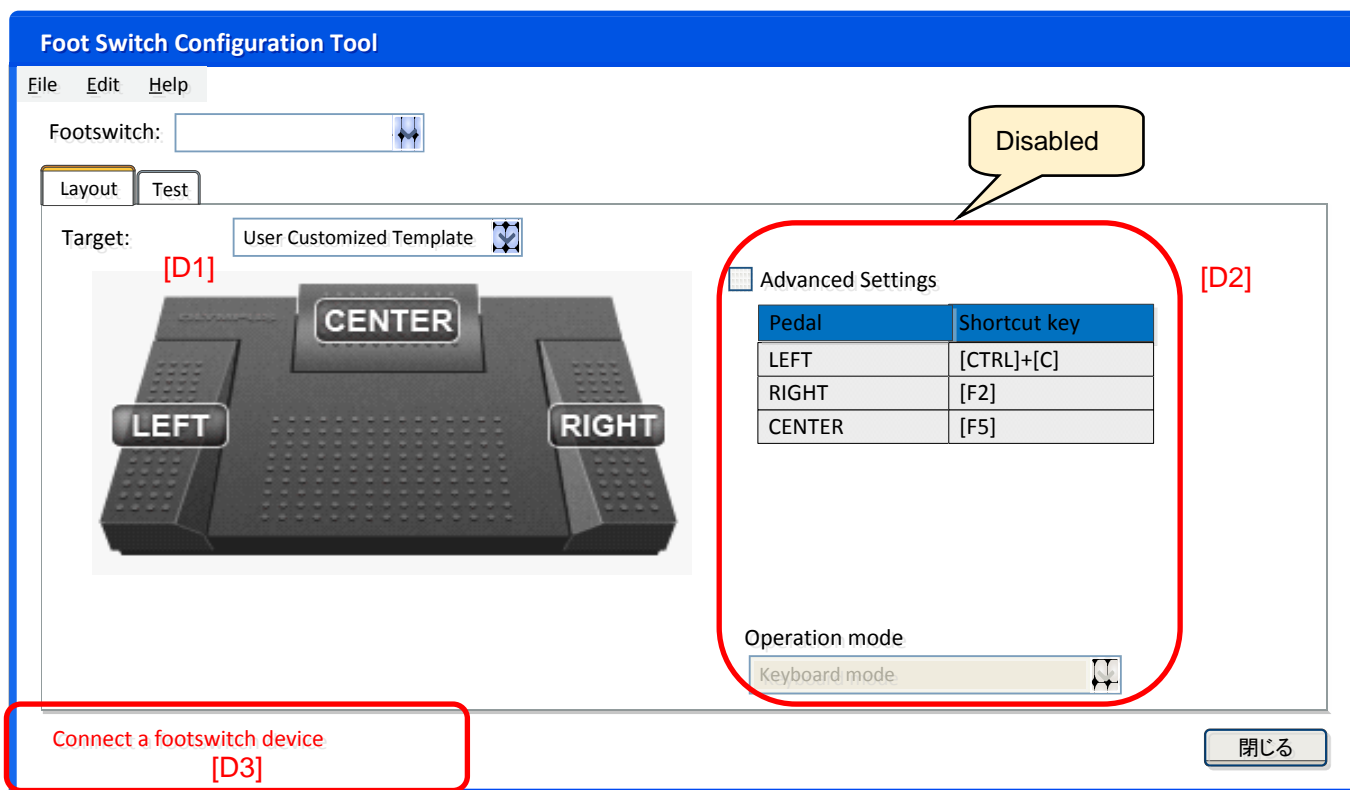 Foot Switch Configuration Tool
File Edit Help
Footswitch:
Disabled
Layout Test
Target: User Customized Template
[D1]
[D2]
Advanced Settings
Pedal Shortcut key
LEFT [CTRL]+[C]
RIGHT [F2]
CENTER [F5]
OLYMPUS
CENTER
LEFT
RIGHT
Operation mode
Keyboard mode
Connect a footswitch device
[D3]
閉じる